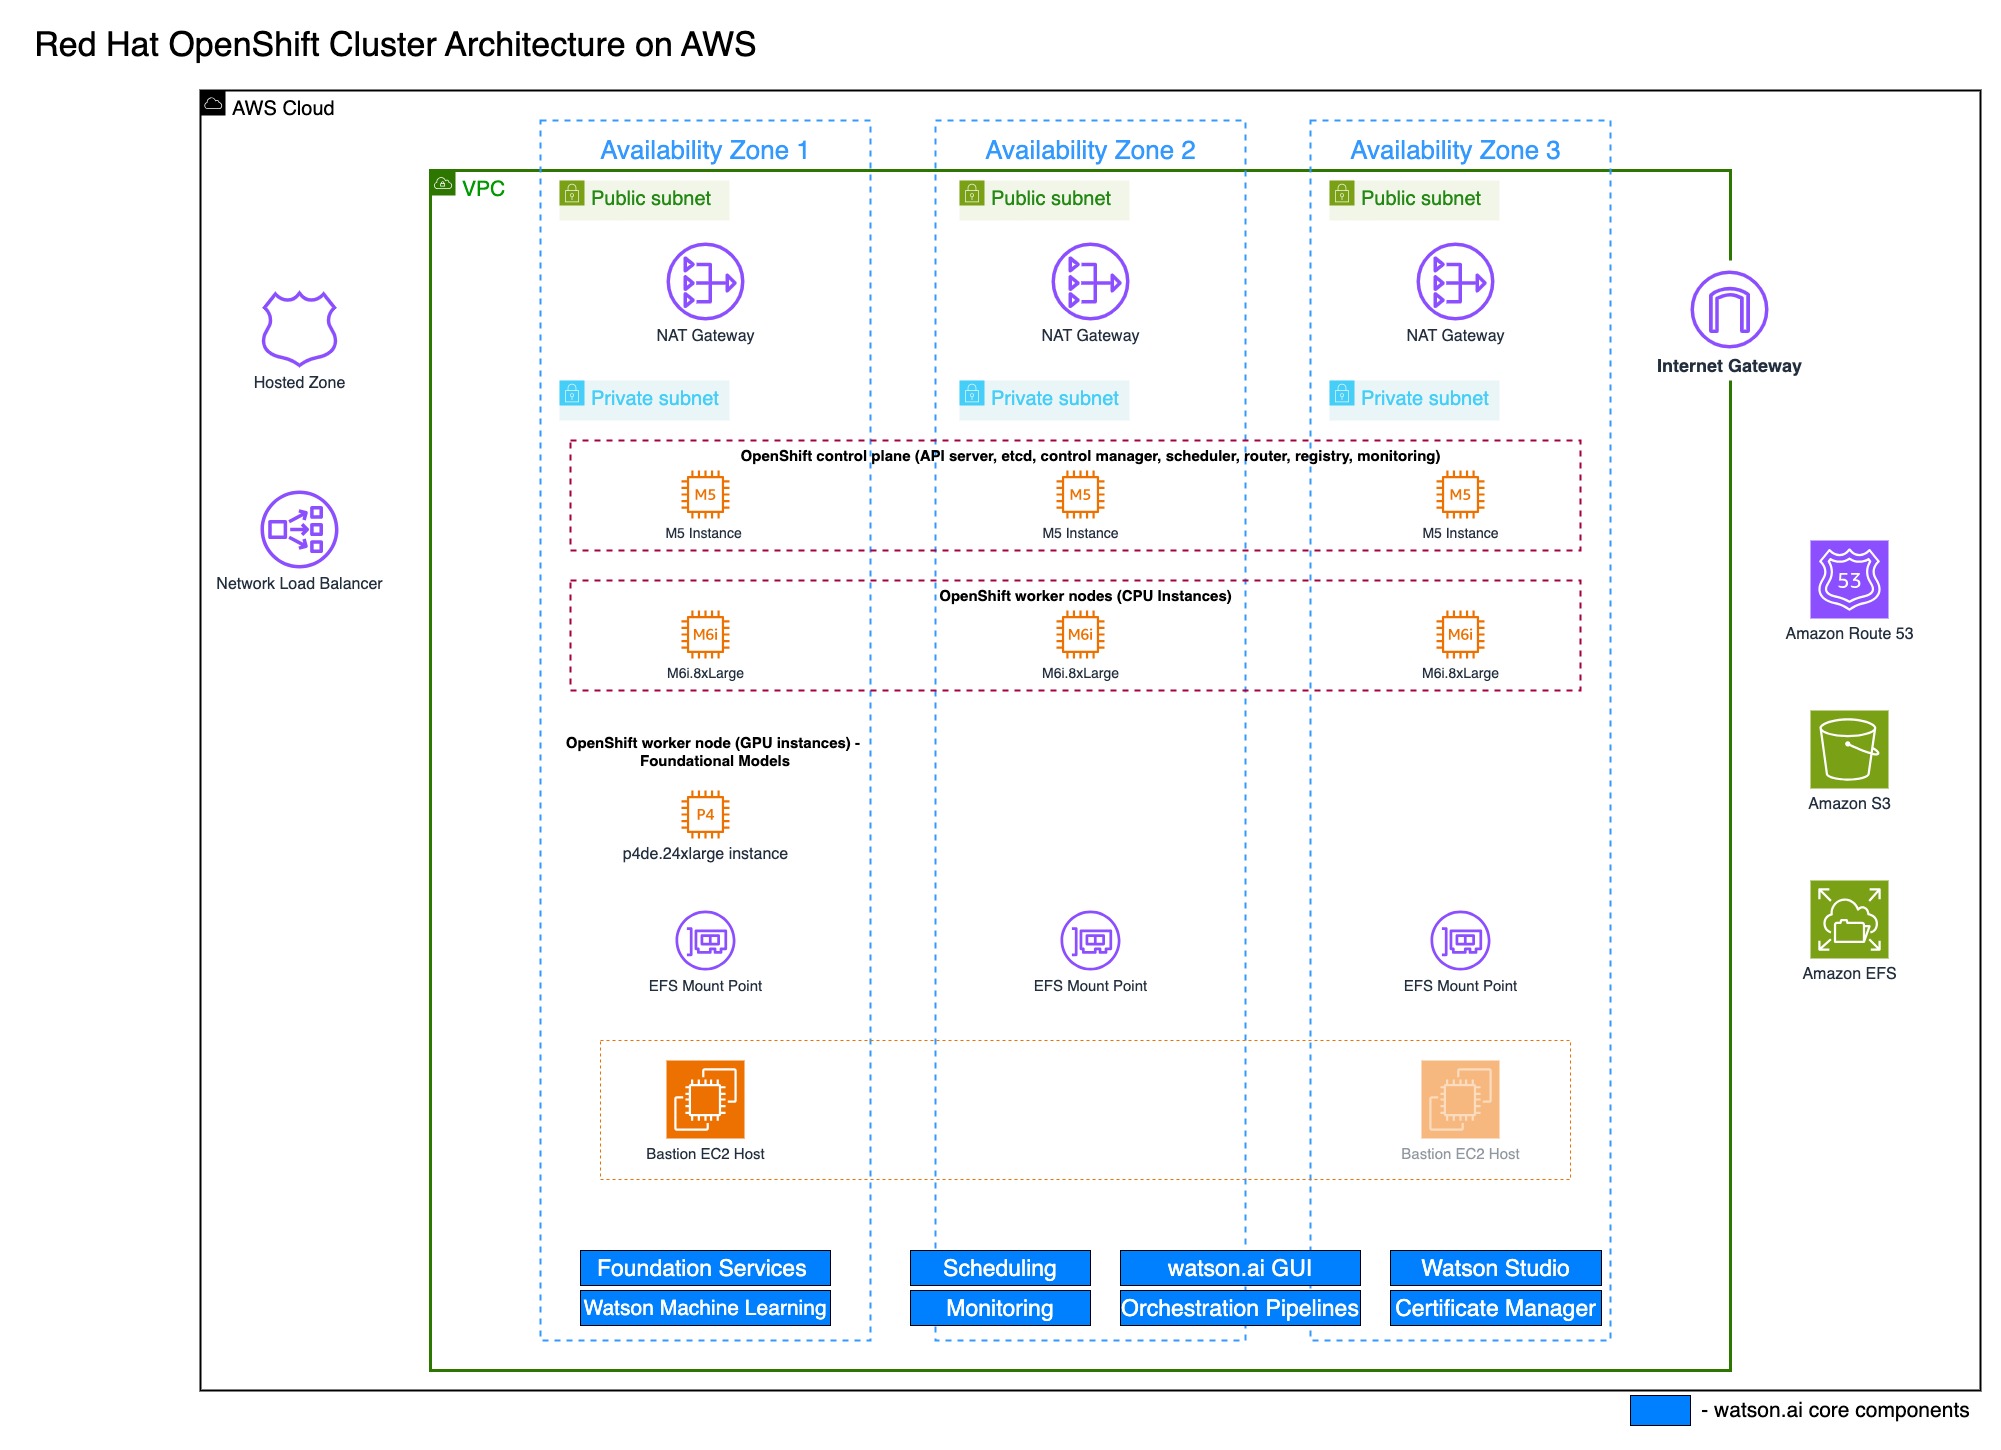 Red Hat OpenShift Cluster Architecture on AWS
AWS Cloud
Availability Zone 1
Availability Zone 2
Availability Zone 3
VPC
Public subnet
Public subnet
Public subnet
NAT Gateway
NAT Gateway
NAT Gateway
Internet Gateway
Hosted Zone
Private subnet
Private subnet
Private subnet
OpenShift control plane (API server, etcd, control manager, scheduler, router, registry, monitoring)
M5
M5
M5
M5 Instance
M5 Instance
M5 Instance
Network Load Balancer
53
Amazon Route 53
OpenShift worker nodes (CPU Instances)
M6i
M6i
M6i
M6i.8xLarge
M6i.8xLarge
M6i.8xLarge
OpenShift worker node (GPU instances) -
Foundational Models
P4
p4de.24xlarge instance
Amazon S3
EFS Mount Point
EFS Mount Point
EFS Mount Point
Amazon EFS
Bastion EC2 Host
Bastion EC2 Host
Foundation Services
Scheduling
watson.ai GUI
Watson Studio
Watson Machine Learning
Monitoring
Orchestration Pipelines
Certificate Manager
- watson.ai core components